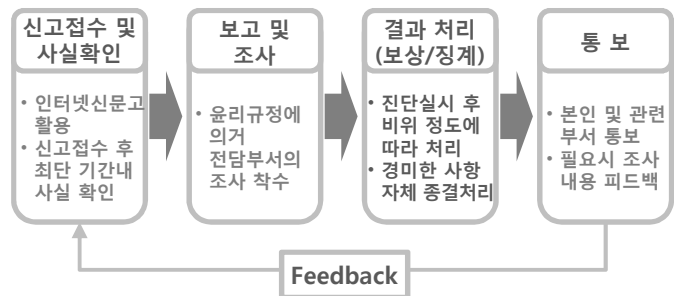 신고접수 및
사실확인
• 인터넷신문고
활용
• 신고접수 후
최단 기간내
사실 확인
보고 및
조사
• 윤리규정에
의거
전담부서의
조사 착수
결과 처리
(보상/징계)
• 진단실시 후
비위 정도에
따라 처리
• 경미한 사항
자체 종결처리
통 보
• 본인 및 관련
부서 통보
• 필요시 조사
내용 피드백
Feedback